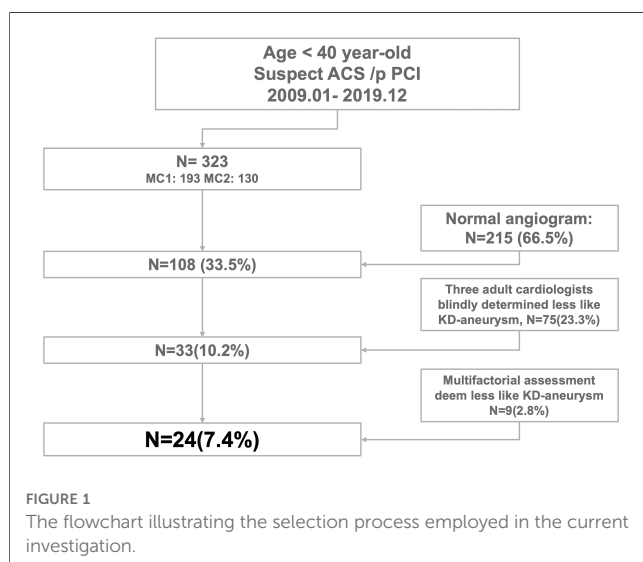 Age < 40 year-old
Suspect ACS /p PCI
2009.01- 2019.12
N= 323
MC1: 193 MC2: 130
Normal angiogram:
N=215 (66.5%)
N=108 (33.5%)
Three adult cardiologists
blindly determined less like
KD-aneurysm, N=75(23.3%)
N=33(10.2%)
Multifactorial assessment
deem less like KD-aneurysm
N=9(2.8%)
N=24(7.4%)
FIGURE 1
The flowchart illustrating the selection process employed in the current
investigation.